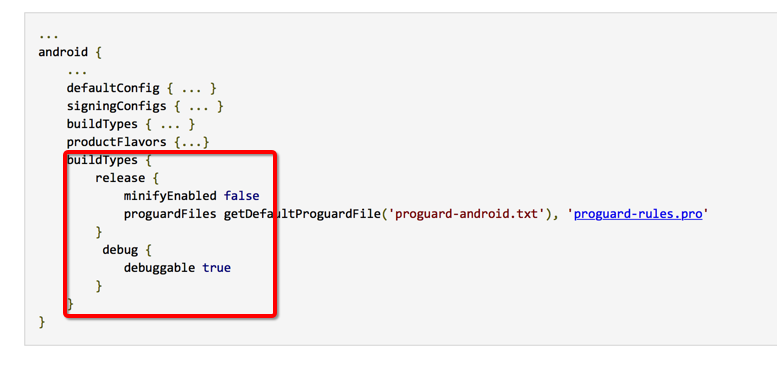 ...
android {
...
defaultConfig { ... }
signingConfigs { ... }
buildTypes { ... }
productFlavors {...}
buildTypes {
release {
minifyEnabled false
proguardFiles getDefaultProguardFile('proguard-android.txt'), 'proguard-rules.pro'
}
debug {
debuggable true
}
}
}